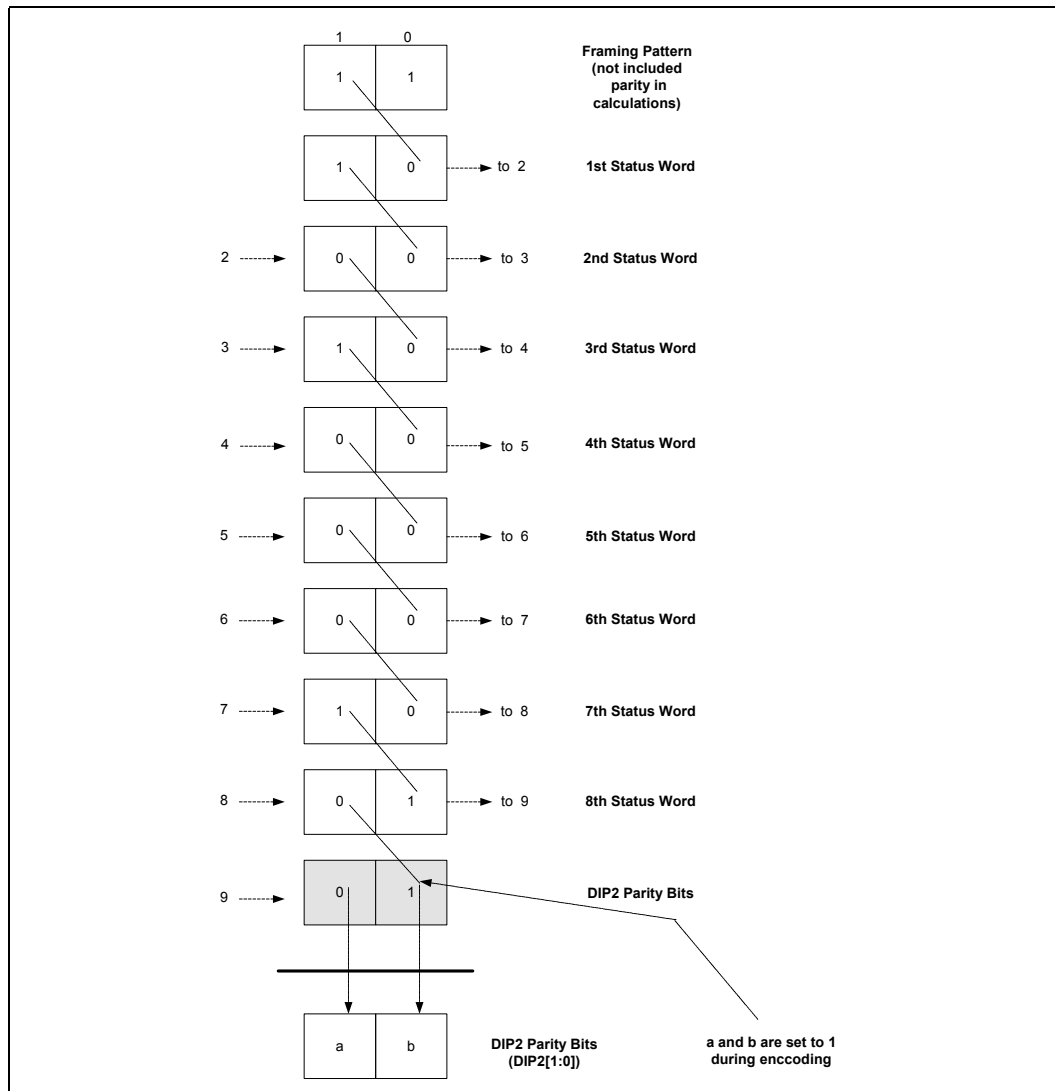 1 0
Framing Pattern
(not included
parity in
calculations)
1 1
1 0 to 2 1st Status Word
2 0 0 to 3 2nd Status Word
3 1 0 to 4 3rd Status Word
4 0 0 to 5 4th Status Word
5 0 0 to 6 5th Status Word
6 0 0 to 7 6th Status Word
7 1 0 to 8 7th Status Word
8 0 1 to 9 8th Status Word
9 0 1 DIP2 Parity Bits
a b
DIP2 Parity Bits
(DIP2[1:0])
a and b are set to 1
during enccoding